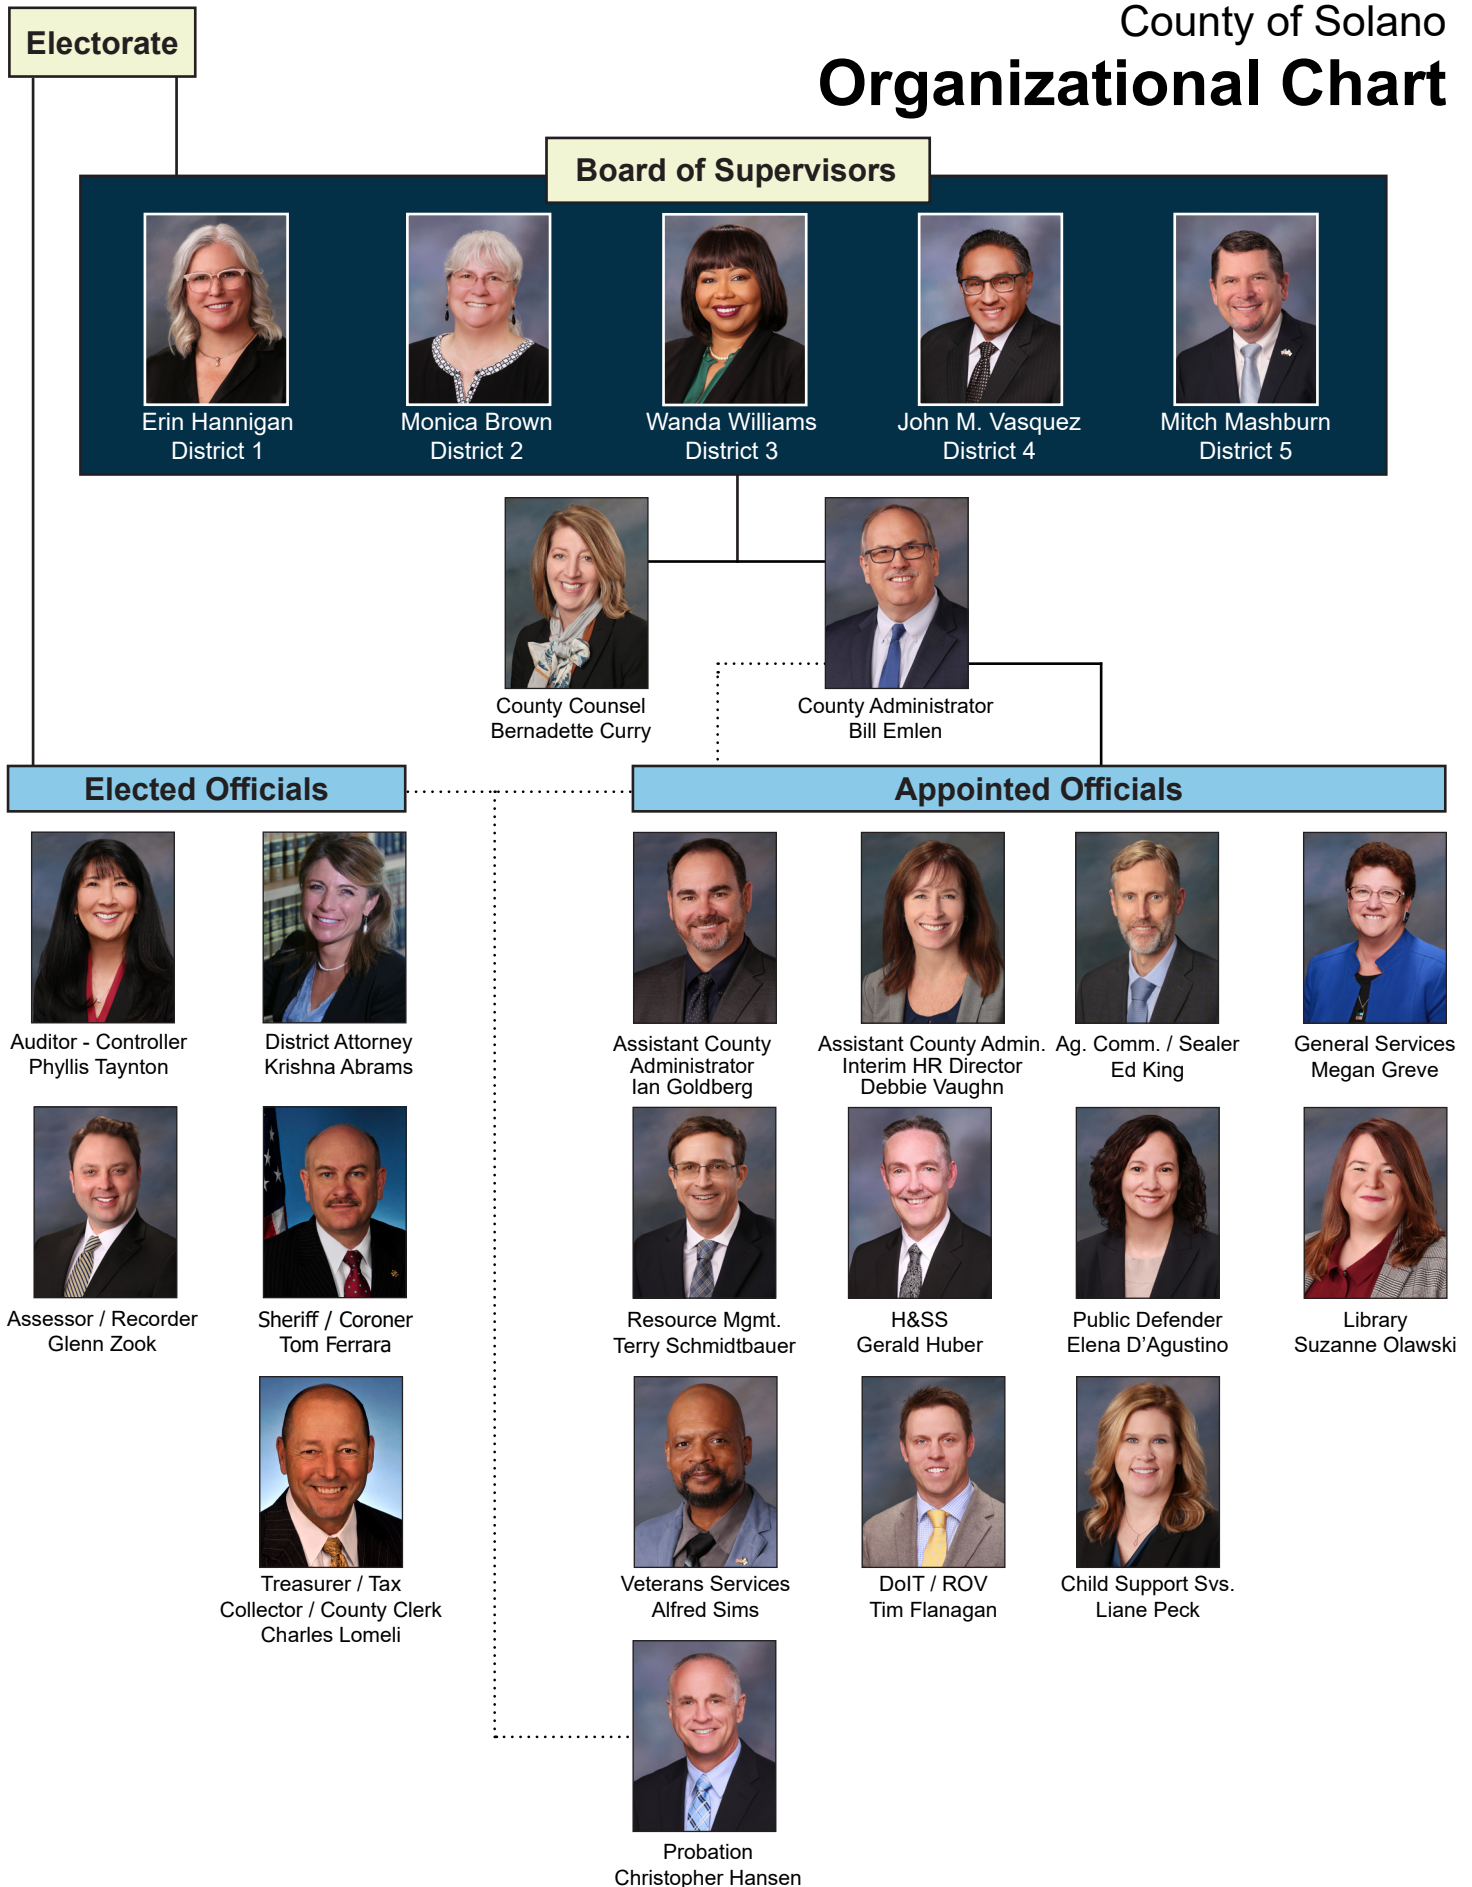 Electorate
County of Solano
Organizational Chart
Board of Supervisors
Erin Hannigan
District 1
Monica Brown
District 2
Wanda Williams
District 3
John M. Vasquez
District 4
Mitch Mashburn
District 5
County Counsel
Bernadette Curry
County Administrator
Bill Emlen
Elected Officials
Auditor - Controller
Phyllis Taynton
District Attorney
Krishna Abrams
Assessor / Recorder
Glenn Zook
Sheriff / Coroner
Tom Ferrara
Treasurer / Tax
Collector / County Clerk
Charles Lomeli
Appointed Officials
Assistant County
Administrator
Ian Goldberg
Assistant County Admin.
Interim HR Director
Debbie Vaughn
Ag. Comm. / Sealer
Ed King
General Services
Megan Greve
Resource Mgmt.
Terry Schmidtbauer
H&SS
Gerald Huber
Public Defender
Elena D’Agustino
Library
Suzanne Olawski
Veterans Services
Alfred Sims
DoIT / ROV
Tim Flanagan
Child Support Svs.
Liane Peck
Probation
Christopher Hansen